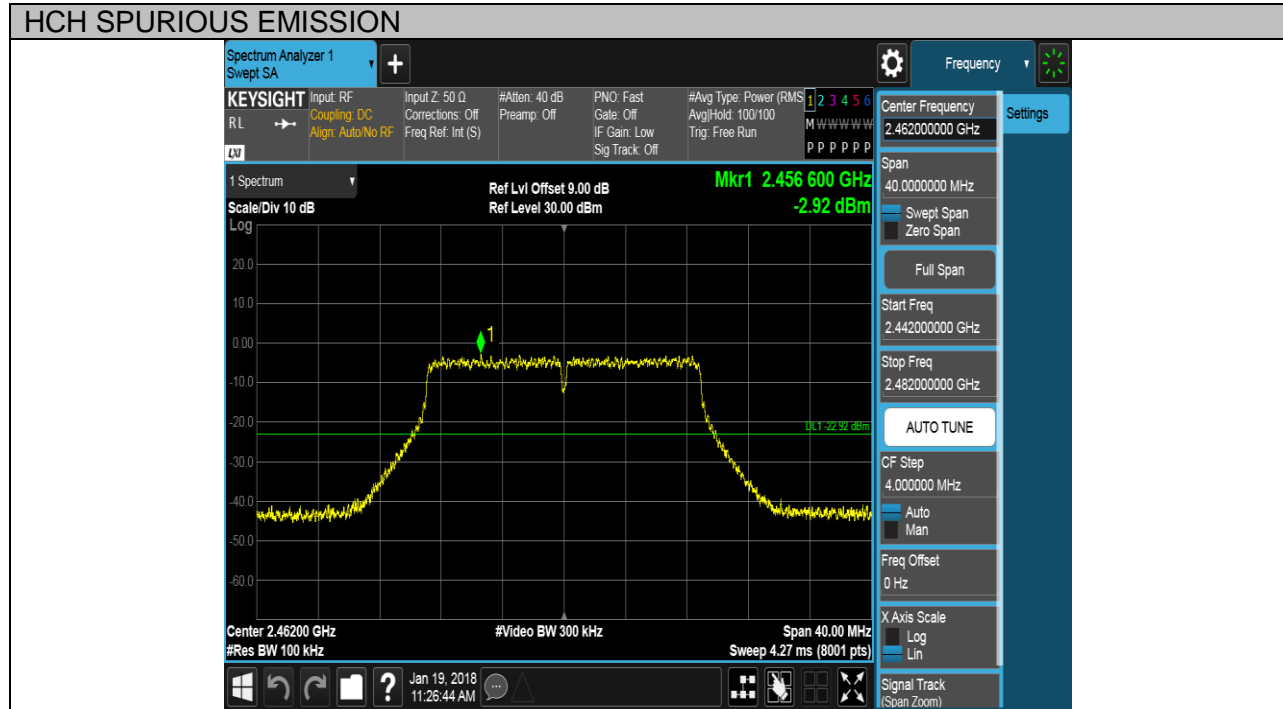 HCH SPURIOUS EMISSION
Spectrum Analyzer 1
Swept SA
+
Frequency
KEYSIGHT
RL
LXI
Input: RF
Coupling: DC
Align: Auto/No RF
Input Z: 50 Ω
Corrections: Off
Freq Ref: Int (S)
#Atten: 40 dB
Preamp: Off
PNO: Fast
Gate: Off
IF Gain: Low
Sig Track: Off
#Avg Type: Power (RMS
Avg|Hold: 100/100
Trig: Free Run
1 2 3 4 5 6
M W W W W W
P P P P P P
1 Spectrum
Scale/Div 10 dB
Ref Lvl Offset 9.00 dB
Ref Level 30.00 dBm
Mkr1 2.456 600 GHz
-2.92 dBm
Log
20.0
10.0
0.00
-10.0
-20.0
-30.0
-40.0
-50.0
-60.0
1
DL1 -22.92 dBm
Center 2.46200 GHz
#Res BW 100 kHz
#Video BW 300 kHz
Span 40.00 MHz
Sweep 4.27 ms (8001 pts)
?
Jan 19, 2018
11:26:44 AM
Center Frequency
2.462000000 GHz
Span
40.0000000 MHz
Swept Span
Zero Span
Full Span
Start Freq
2.442000000 GHz
Stop Freq
2.482000000 GHz
AUTO TUNE
CF Step
4.000000 MHz
Auto
Man
Freq Offset
0 Hz
X Axis Scale
Log
Lin
Signal Track
(Span Zoom)
Settings